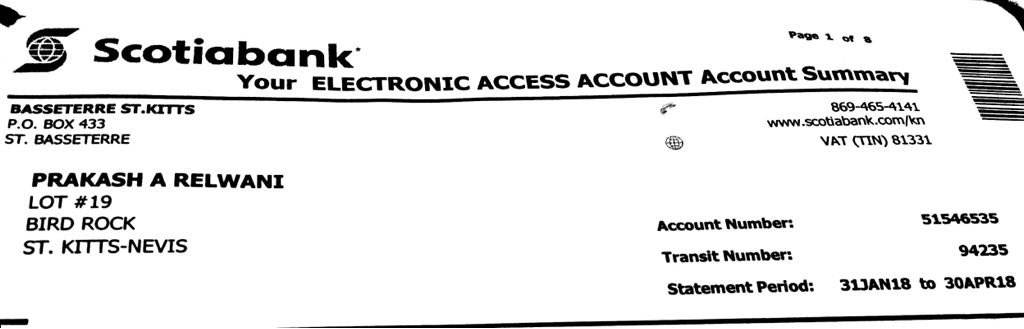 Page 1 of 8
Scotiabank*
Your ELECTRONIC ACCESS ACCOUNT Account Summary
BASSETERRE ST.KITTS
P.O. BOX 433
ST. BASSETERRE
869-465-4141
www.scotiabank.com/kn
VAT (TIN) 81331
PRAKASH A RELWANI
LOT #19
BIRD ROCK
ST. KITTS-NEVIS
Account Number: 51546535
Transit Number: 94235
Statement Period: 31JAN18 to 30APR18